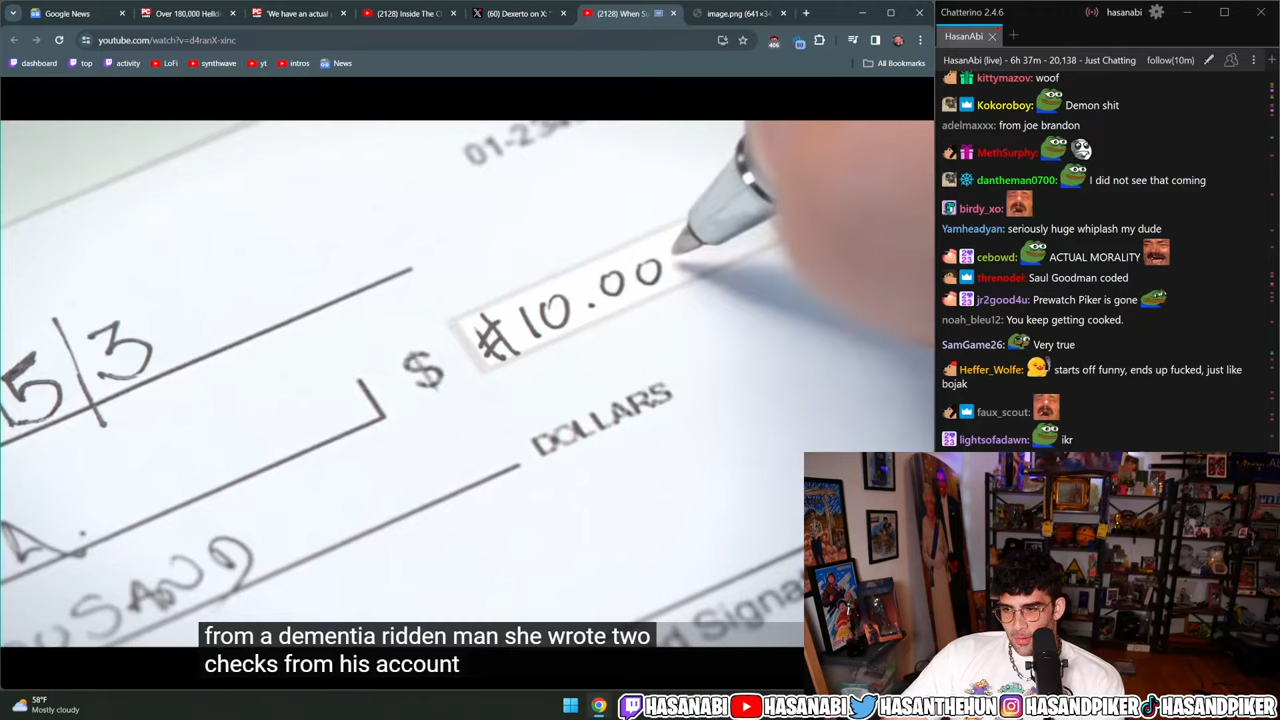 Google News
Over 180,000 Helldi
"We have an actual
(2128) Inside The C
(60) Dexerto on X:
(2128) When S
image.png (641×34
youtube.com/watch?v=d4ranX-xinc
406
dashboard
top
activity
LoFi
synthwave
yt
intros
News
All Bookmarks
5/3
$ #10.00
DOLLARS
A.
OUSAND
d Signa
from a dementia ridden man she wrote two
checks from his account
58°F
Mostly cloudy
HASANABI
HASANABI
HASANTHEHUN
HASANDPIKER
HASANDPIKER
Chatterino 2.4.6
hasanabi
HasanAbi
HasanAbi (live) - 6h 37m - 20,138 - Just Chatting
follow(10m)
kittymazov: woof
Kokoroboy: Demon shit
adelmaxxx: from joe brandon
MethSurphy:
dantheman0700: I did not see that coming
birdy_xo:
Yamheadyan: seriously huge whiplash my dude
cebowd: ACTUAL MORALITY
threnodei: Saul Goodman coded
jr2good4u: Prewatch Piker is gone
noah_bleu12: You keep getting cooked.
SamGame26: Very true
Heffer_Wolfe: starts off funny, ends up fucked, just like
bojak
faux_scout:
lightsofadawn: ikr